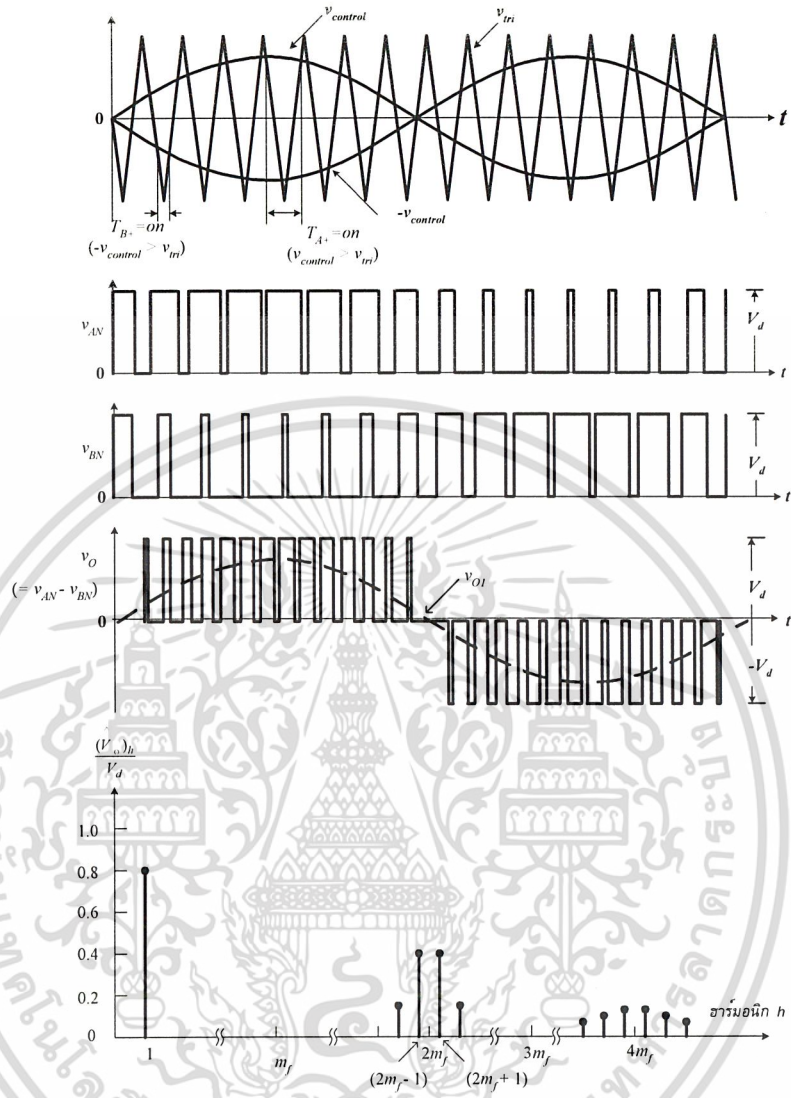 v_control
v_tri
0
t
-v_control
T_B+ = on
(-v_control > v_tri)
T_A+ = on
(v_control > v_tri)
v_AN
0
V_d
t
v_BN
0
V_d
t
v_O
(= v_AN - v_BN)
v_O1
0
V_d
t
-V_d
(V_o)_h
V_d
1.0
0.8
0.6
0.4
0.2
0
ฮาร์มอนิก h
1
m_f
2m_f
3m_f
4m_f
(2m_f - 1)
(2m_f + 1)